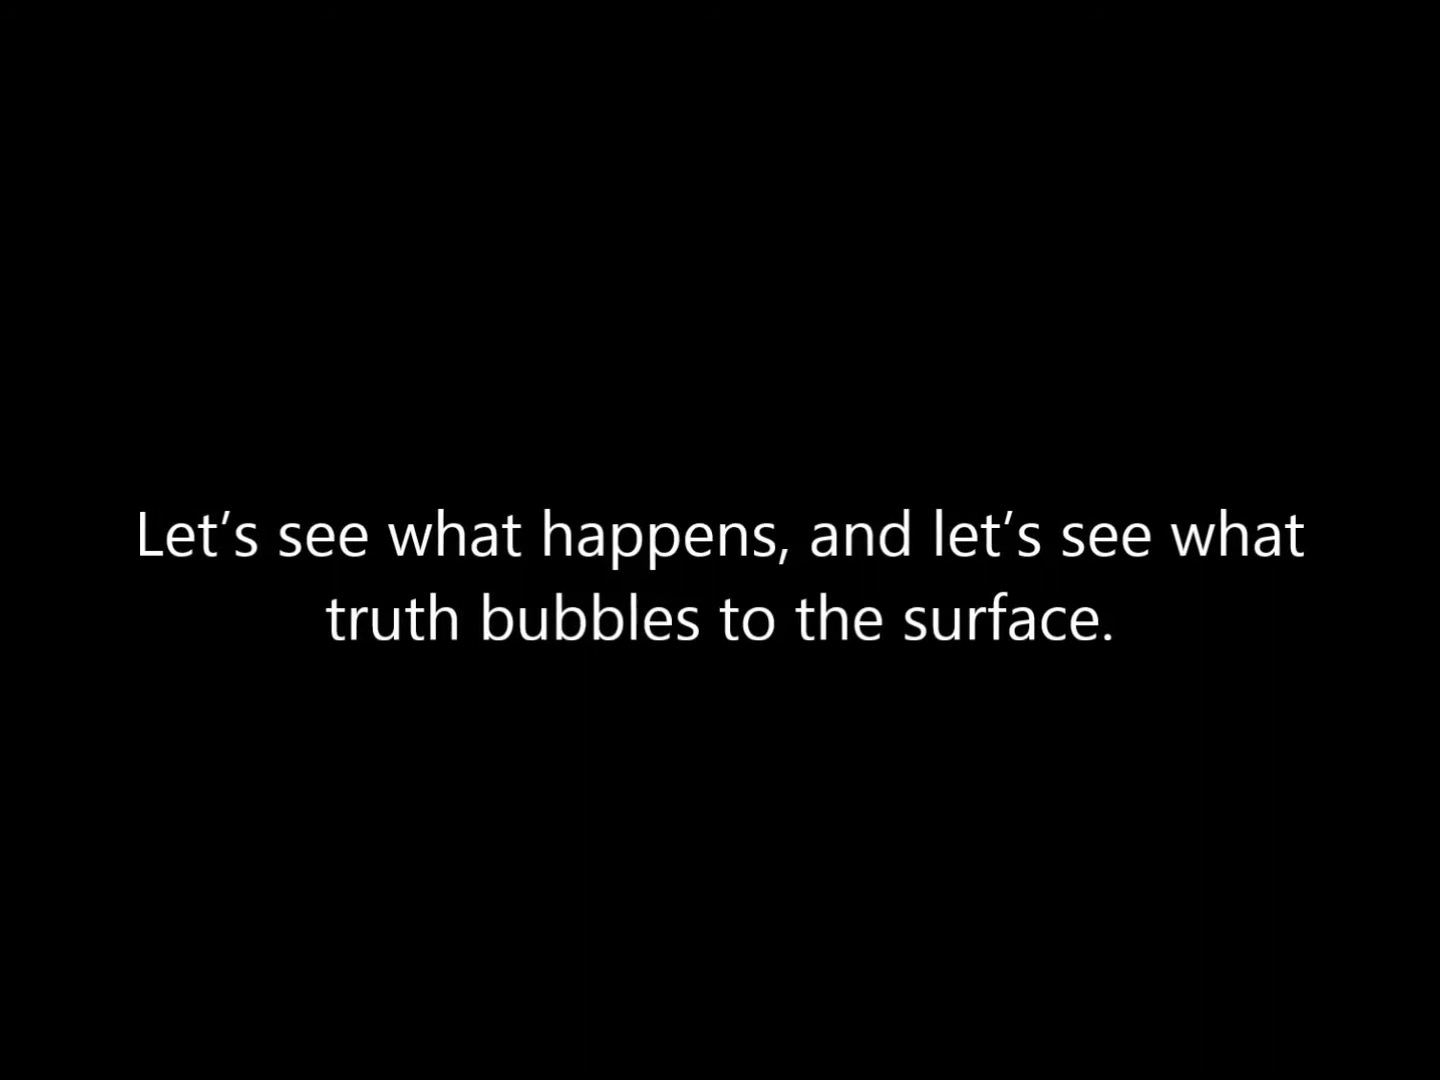 Let’s see what happens, and let’s see what
truth bubbles to the surface.